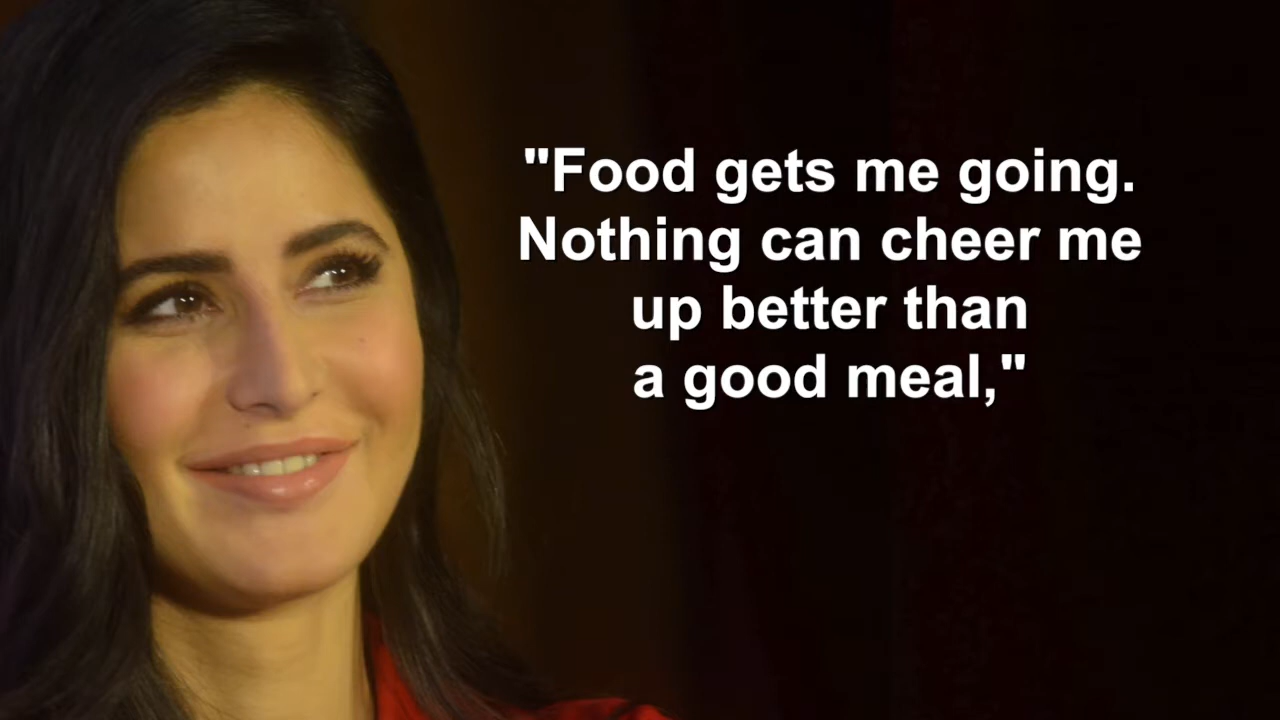 "Food gets me going.
Nothing can cheer me
up better than
a good meal,"